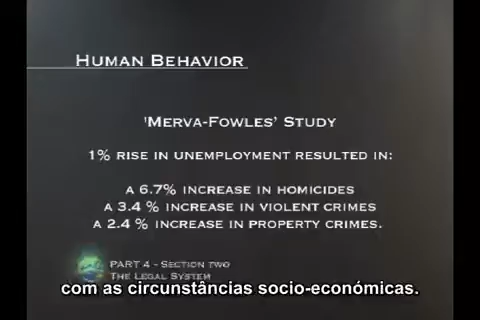 HUMAN BEHAVIOR
'MERVA-FOWLES' STUDY
1% RISE IN UNEMPLOYMENT RESULTED IN:
A 6.7% INCREASE IN HOMICIDES
A 3.4 % INCREASE IN VIOLENT CRIMES
A 2.4 % INCREASE IN PROPERTY CRIMES.
PART 4 - SECTION TWO
THE LEGAL SYSTEM
com as circunstâncias socio-económicas.